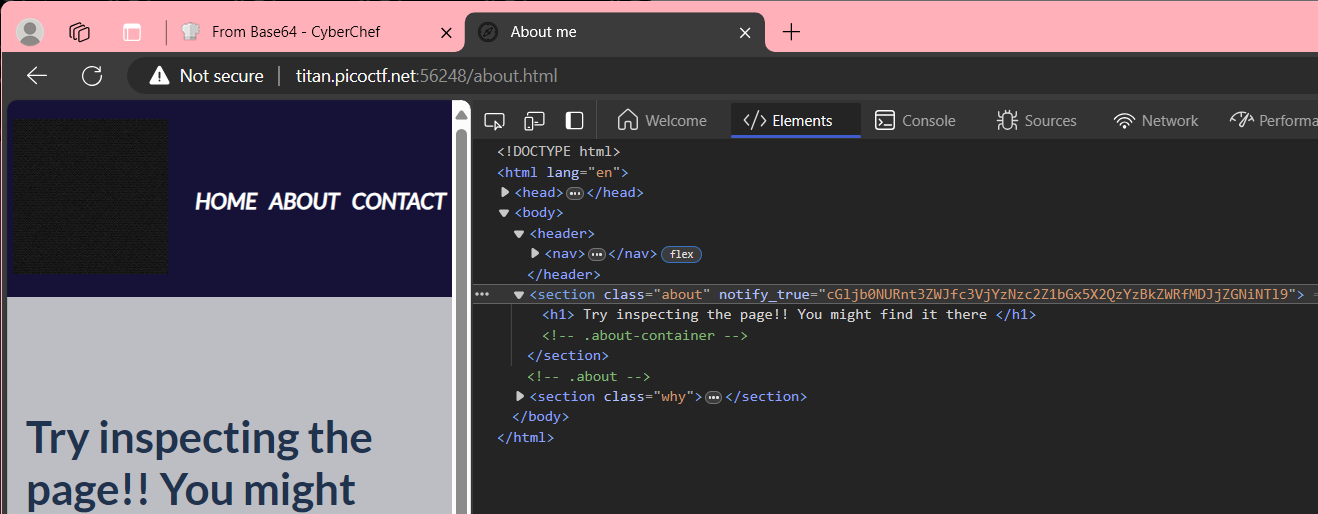 From Base64 - CyberChef
About me
Not secure
titan.picoctf.net:56248/about.html
Welcome
Elements
Console
Sources
Network
Performa
HOME ABOUT CONTACT
<!DOCTYPE html>
<html lang="en">
<head>…</head>
<body>
<header>
<nav>…</nav> flex
</header>
<section class="about" notify_true="cGljb0NURnt3ZWJfc3VjYzNzc2Z1bGx5X2QzYzBkZWRfMDJjZGNiNTl9"> =
<h1> Try inspecting the page!! You might find it there </h1>
<!-- .about-container -->
</section>
<!-- .about -->
<section class="why">…</section>
</body>
</html>
Try inspecting the
page!! You might